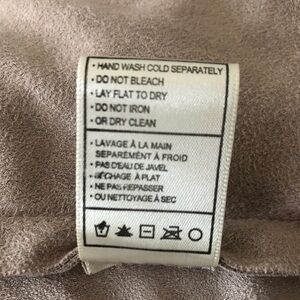 • HAND WASH COLD SEPARATELY
• DO NOT BLEACH
• LAY FLAT TO DRY
• DO NOT IRON
• OR DRY CLEAN
• LAVAGE À LA MAIN
SEPARÉMENT À FROID
• PAS D'EAU DE JAVEL
• SÉCHAGE À PLAT
• NE PAS REPASSER
• OU NETTOYAGE À SEC